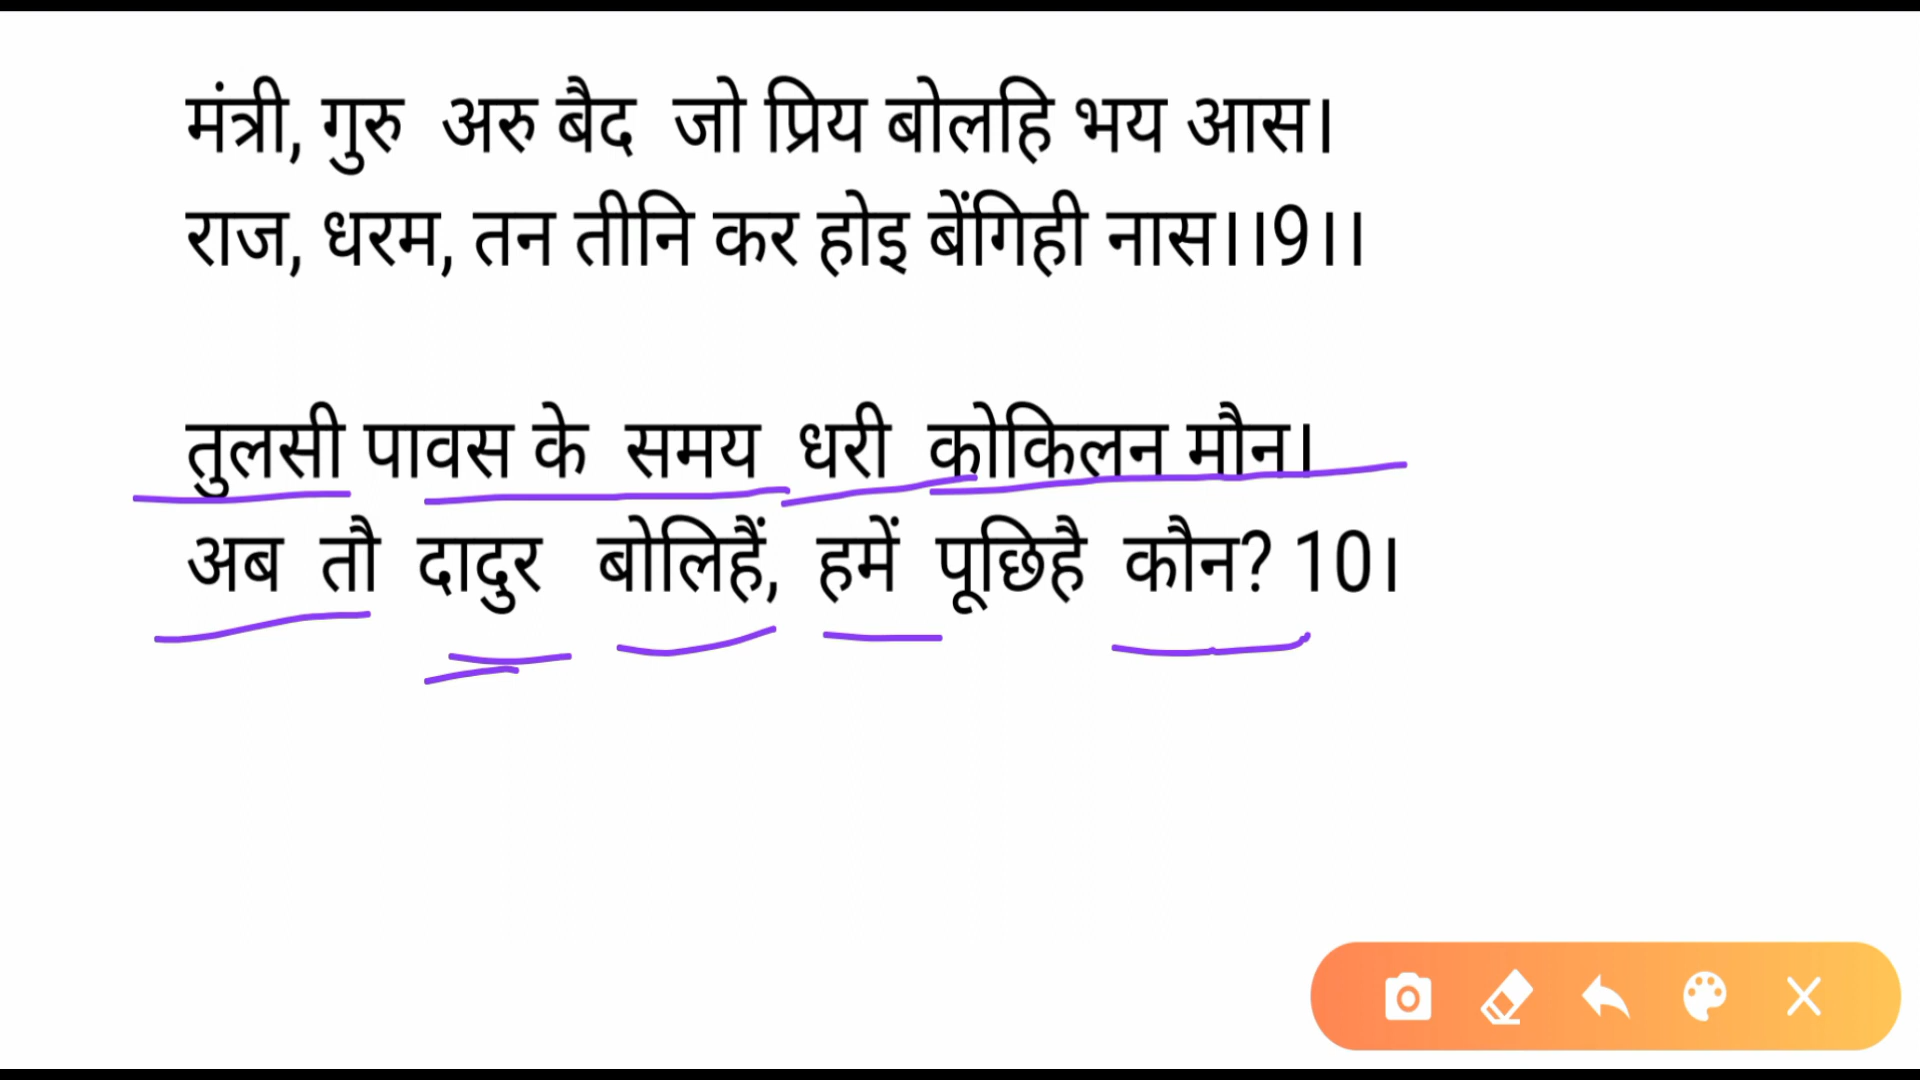 मंत्री, गुरु अरु बैद जो प्रिय बोलहि भय आस।
राज, धरम, तन तीनि कर होइ बेंगिही नास।।9।।
तुलसी पावस के समय धरी कोकिलन मौन।
अब तौ दादुर बोलिहैं, हमें पूछिहै कौन? 10।